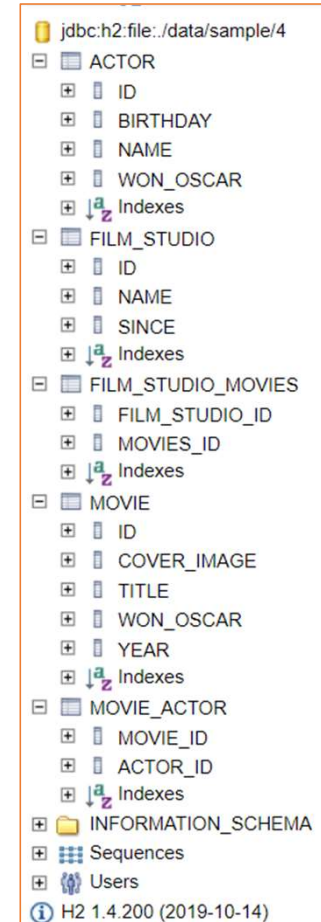 jdbc:h2:file:./data/sample/4
ACTOR
ID
BIRTHDAY
NAME
WON_OSCAR
Indexes
FILM_STUDIO
ID
NAME
SINCE
Indexes
FILM_STUDIO_MOVIES
FILM_STUDIO_ID
MOVIES_ID
Indexes
MOVIE
ID
COVER_IMAGE
TITLE
WON_OSCAR
YEAR
Indexes
MOVIE_ACTOR
MOVIE_ID
ACTOR_ID
Indexes
INFORMATION_SCHEMA
Sequences
Users
H2 1.4.200 (2019-10-14)